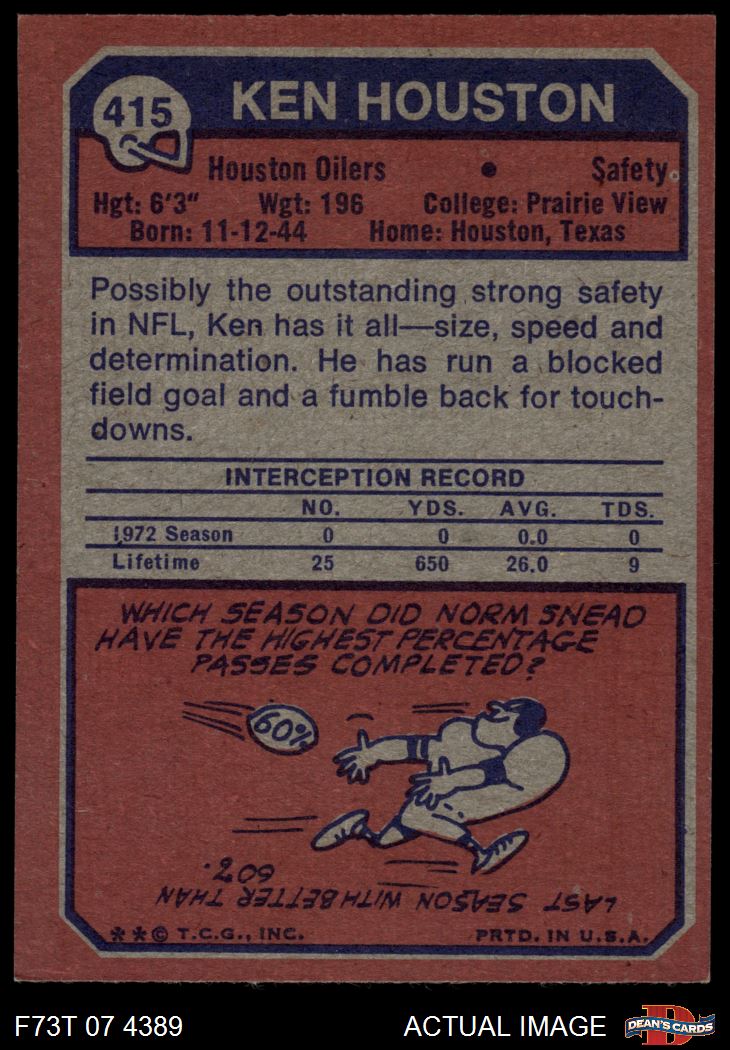 415
KEN HOUSTON
Houston Oilers • Safety
Hgt: 6'3" Wgt: 196 College: Prairie View
Born: 11-12-44 Home: Houston, Texas
Possibly the outstanding strong safety
in NFL, Ken has it all—size, speed and
determination. He has run a blocked
field goal and a fumble back for touch-
downs.
INTERCEPTION RECORD
NO. YDS. AVG. TDS.
1972 Season 0 0 0.0 0
Lifetime 25 650 26.0 9
WHICH SEASON DID NORM SNEAD
HAVE THE HIGHEST PERCENTAGE
PASSES COMPLETED?
60%
LAST SEASON WITH BETTER THAN
60%.
**© T.C.G., INC. PRTD. IN U.S.A.
F73T 07 4389 ACTUAL IMAGE
D
DEAN'S CARDS